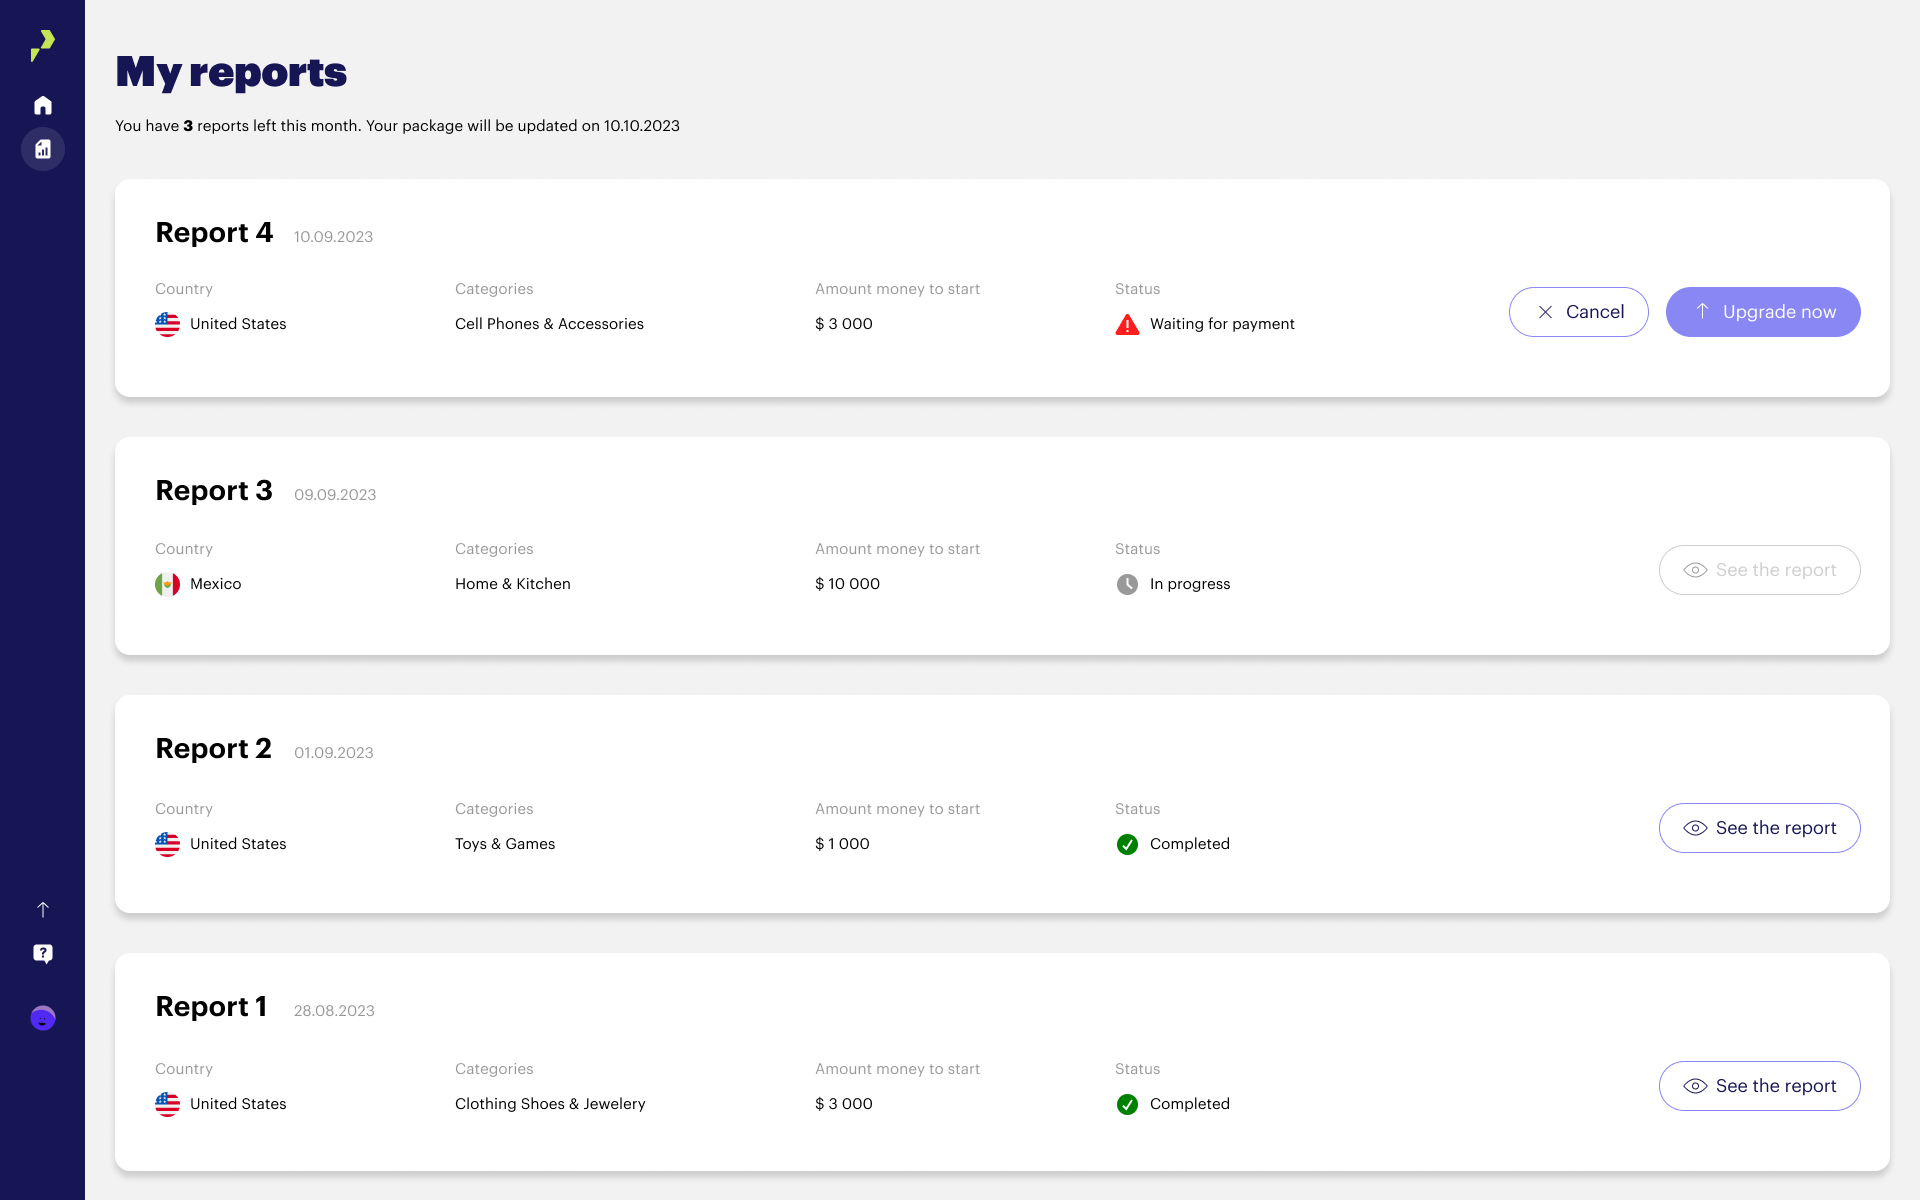 My reports
You have 3 reports left this month. Your package will be updated on 10.10.2023
Report 4 10.09.2023
Country Categories Amount money to start Status
United States Cell Phones & Accessories $ 3 000 Waiting for payment Cancel Upgrade now
Report 3 09.09.2023
Country Categories Amount money to start Status
Mexico Home & Kitchen $ 10 000 In progress See the report
Report 2 01.09.2023
Country Categories Amount money to start Status
United States Toys & Games $ 1 000 Completed See the report
Report 1 28.08.2023
Country Categories Amount money to start Status
United States Clothing Shoes & Jewelery $ 3 000 Completed See the report